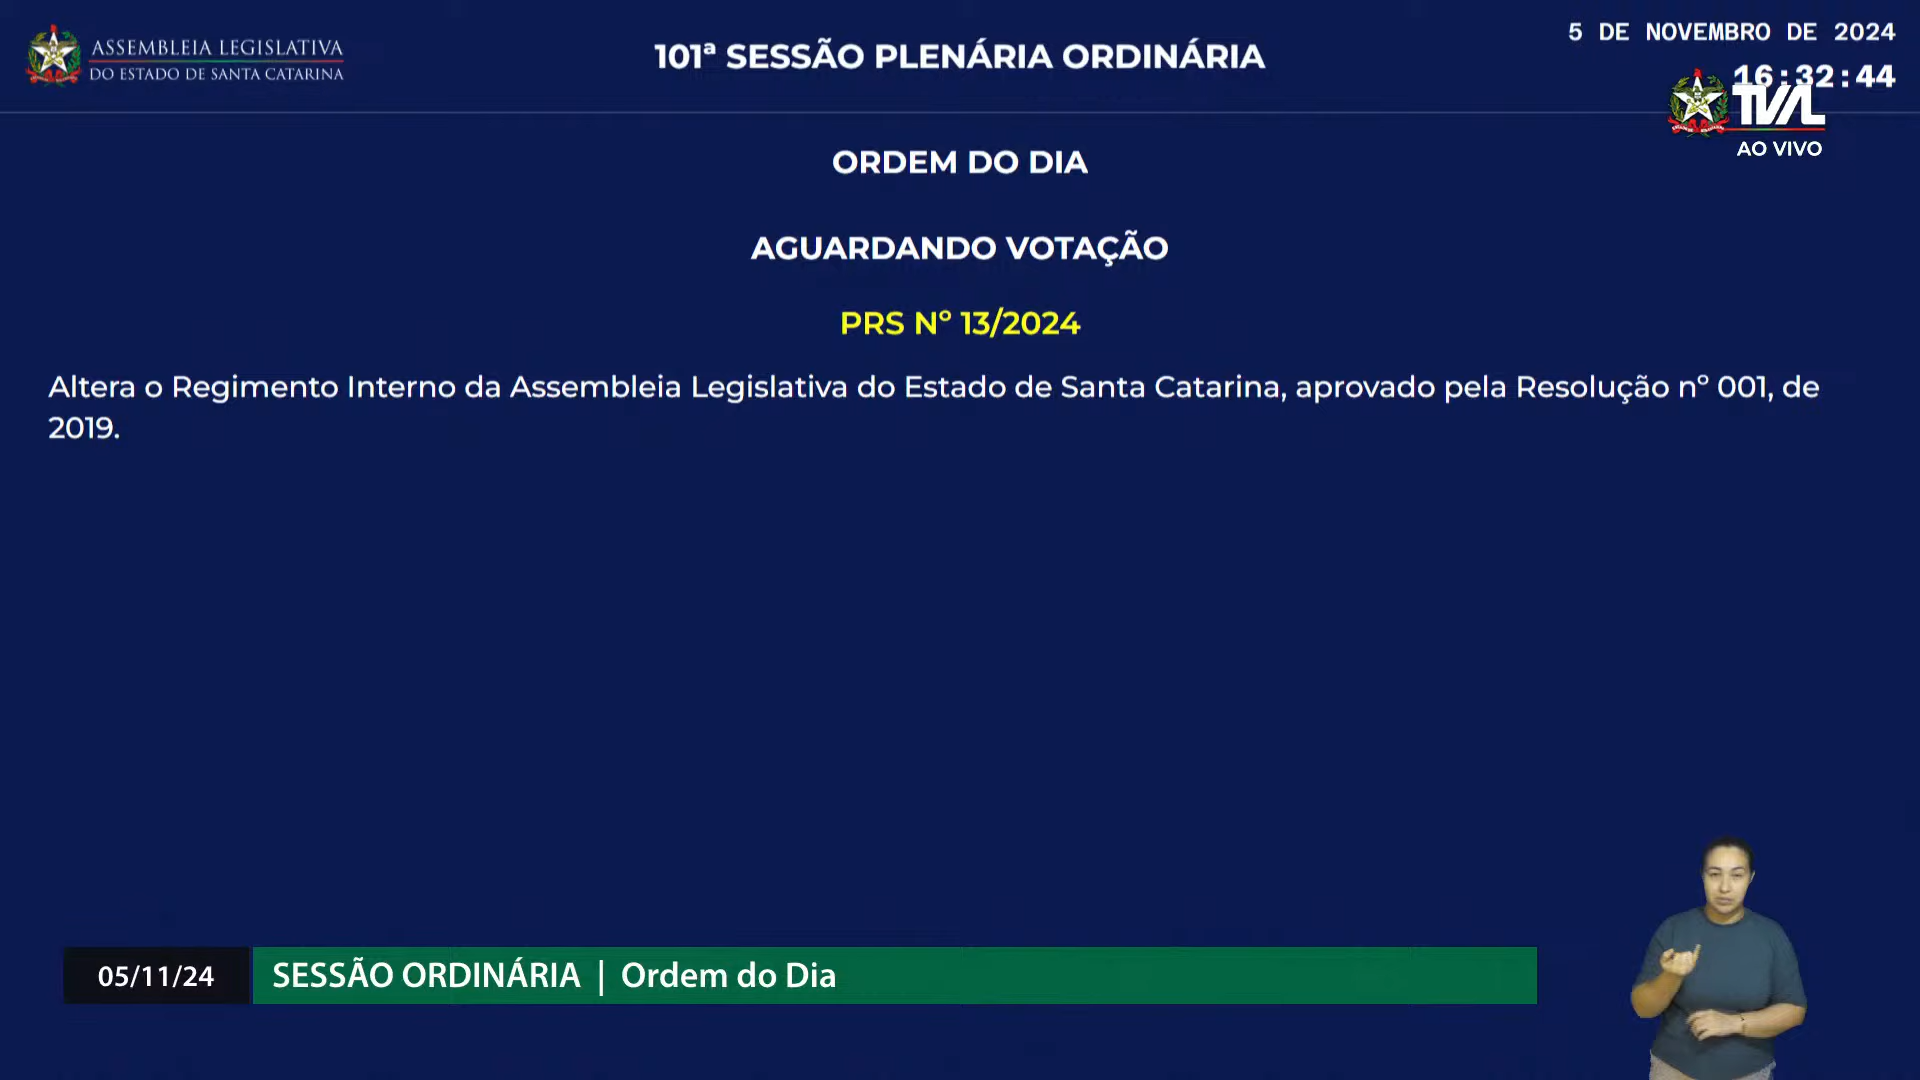 ASSEMBLEIA LEGISLATIVA
DO ESTADO DE SANTA CATARINA
101ª SESSÃO PLENÁRIA ORDINÁRIA
5 DE NOVEMBRO DE 2024
16:32:44
TVAL
AO VIVO
ORDEM DO DIA
AGUARDANDO VOTAÇÃO
PRS Nº 13/2024
Altera o Regimento Interno da Assembleia Legislativa do Estado de Santa Catarina, aprovado pela Resolução nº 001, de
2019.
05/11/24
SESSÃO ORDINÁRIA | Ordem do Dia